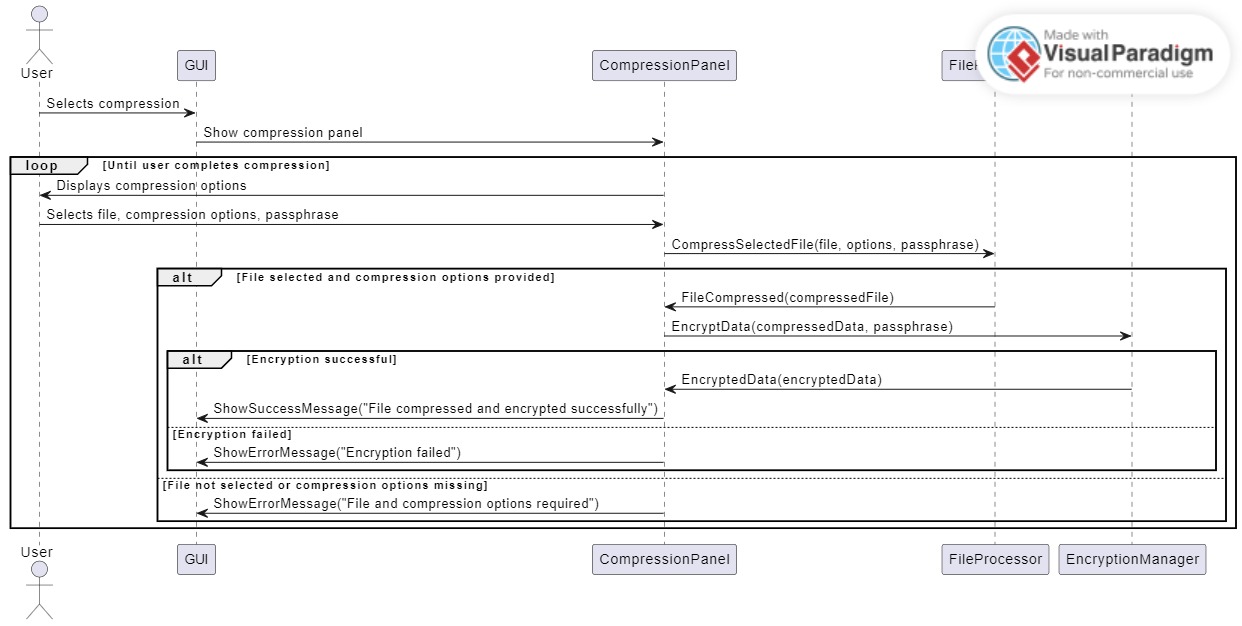 User
GUI
CompressionPanel
Made with
Visual Paradigm
For non-commercial use
Selects compression
Show compression panel
loop [Until user completes compression]
Displays compression options
Selects file, compression options, passphrase
CompressSelectedFile(file, options, passphrase)
alt [File selected and compression options provided]
FileCompressed(compressedFile)
EncryptData(compressedData, passphrase)
alt [Encryption successful]
EncryptedData(encryptedData)
ShowSuccessMessage("File compressed and encrypted successfully")
[Encryption failed]
ShowErrorMessage("Encryption failed")
[File not selected or compression options missing]
ShowErrorMessage("File and compression options required")
User
GUI
CompressionPanel
FileProcessor
EncryptionManager